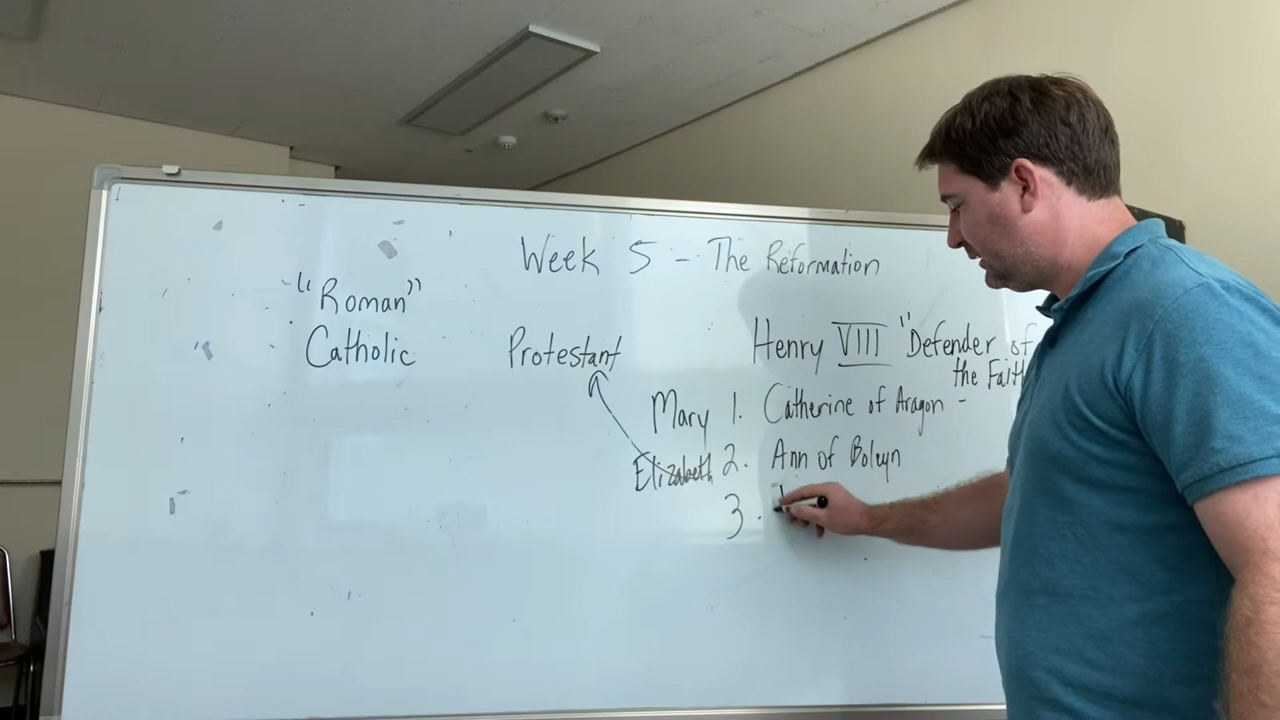 Week 5 - The Reformation
"Roman"
Catholic
Protestant
Henry VIII "Defender of
the Faith
Mary 1. Catherine of Aragon -
Elizabeth 2. Ann of Boleyn
3.